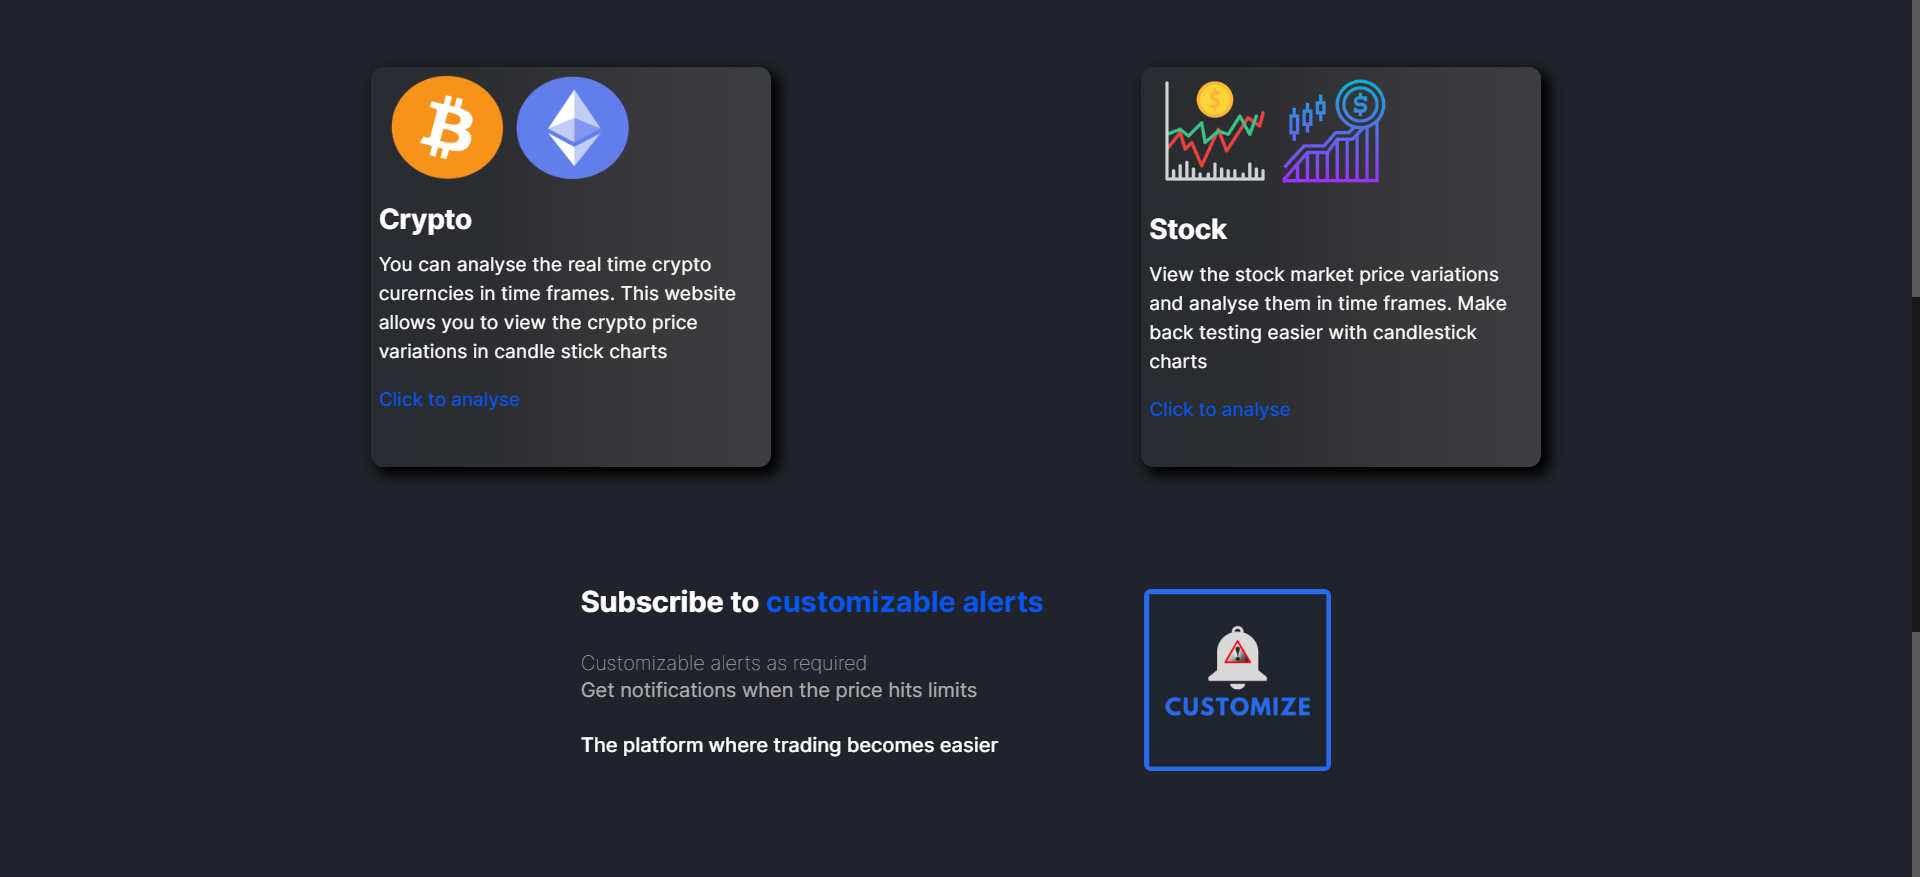 Crypto
You can analyse the real time crypto
curerncies in time frames. This website
allows you to view the crypto price
variations in candle stick charts
Click to analyse
Stock
View the stock market price variations
and analyse them in time frames. Make
back testing easier with candlestick
charts
Click to analyse
Subscribe to customizable alerts
Customizable alerts as required
Get notifications when the price hits limits
The platform where trading becomes easier
CUSTOMIZE